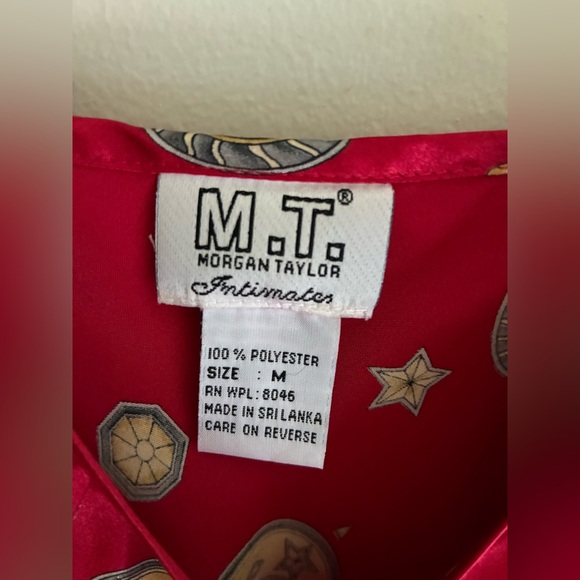 M.T.®
MORGAN TAYLOR
Intimates
100 % POLYESTER
SIZE : M
RN WPL : 8046
MADE IN SRI LANKA
CARE ON REVERSE